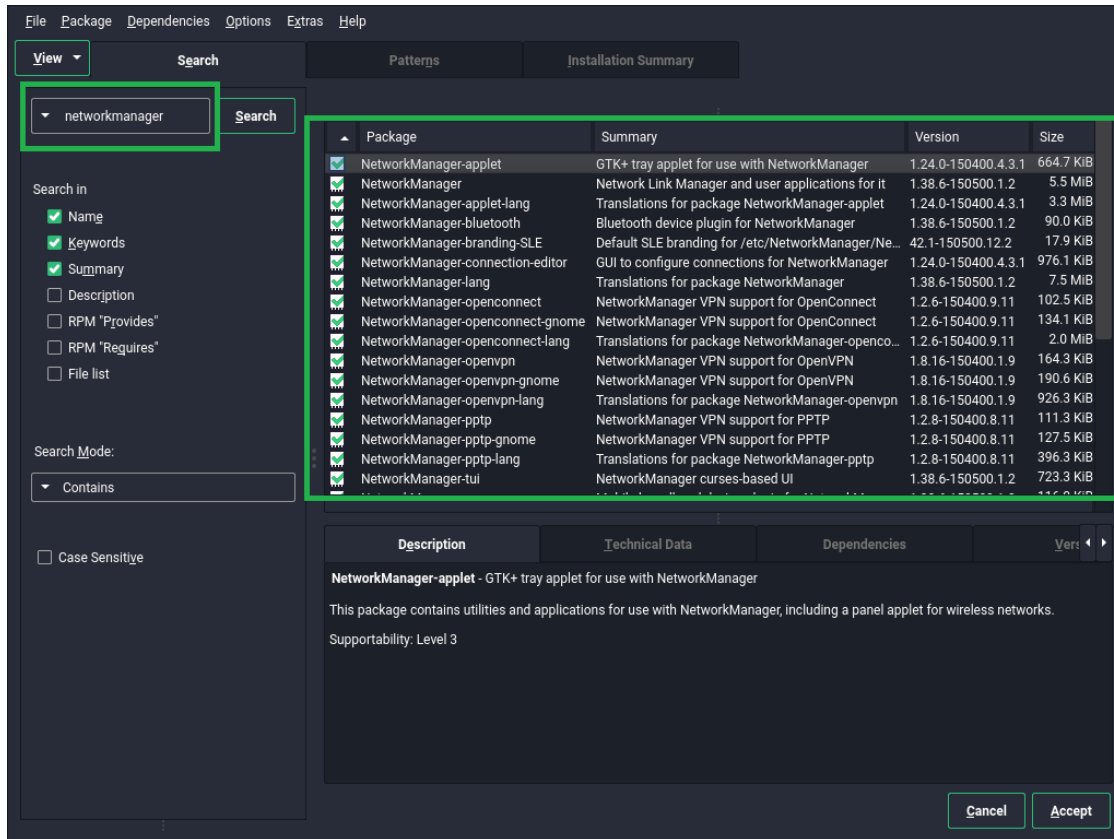 File Package Dependencies Options Extras Help
View Search Patterns Installation Summary
networkmanager Search
Search in
Name
Keywords
Summary
Description
RPM "Provides"
RPM "Requires"
File list
Search Mode:
Contains
Case Sensitive
Package Summary Version Size
NetworkManager-applet GTK+ tray applet for use with NetworkManager 1.24.0-150400.4.3.1 664.7 KiB
NetworkManager Network Link Manager and user applications for it 1.38.6-150500.1.2 5.5 MiB
NetworkManager-applet-lang Translations for package NetworkManager-applet 1.24.0-150400.4.3.1 3.3 MiB
NetworkManager-bluetooth Bluetooth device plugin for NetworkManager 1.38.6-150500.1.2 90.0 KiB
NetworkManager-branding-SLE Default SLE branding for /etc/NetworkManager/Ne... 42.1-150500.12.2 17.9 KiB
NetworkManager-connection-editor GUI to configure connections for NetworkManager 1.24.0-150400.4.3.1 976.1 KiB
NetworkManager-lang Translations for package NetworkManager 1.38.6-150500.1.2 7.5 MiB
NetworkManager-openconnect NetworkManager VPN support for OpenConnect 1.2.6-150400.9.11 102.5 KiB
NetworkManager-openconnect-gnome NetworkManager VPN support for OpenConnect 1.2.6-150400.9.11 134.1 KiB
NetworkManager-openconnect-lang Translations for package NetworkManager-openco... 1.2.6-150400.9.11 2.0 MiB
NetworkManager-openvpn NetworkManager VPN support for OpenVPN 1.8.16-150400.1.9 164.3 KiB
NetworkManager-openvpn-gnome NetworkManager VPN support for OpenVPN 1.8.16-150400.1.9 190.6 KiB
NetworkManager-openvpn-lang Translations for package NetworkManager-openvpn 1.8.16-150400.1.9 926.3 KiB
NetworkManager-pptp NetworkManager VPN support for PPTP 1.2.8-150400.8.11 111.3 KiB
NetworkManager-pptp-gnome NetworkManager VPN support for PPTP 1.2.8-150400.8.11 127.5 KiB
NetworkManager-pptp-lang Translations for package NetworkManager-pptp 1.2.8-150400.8.11 396.3 KiB
NetworkManager-tui NetworkManager curses-based UI 1.38.6-150500.1.2 723.3 KiB
Description Technical Data Dependencies Vers
NetworkManager-applet - GTK+ tray applet for use with NetworkManager
This package contains utilities and applications for use with NetworkManager, including a panel applet for wireless networks.
Supportability: Level 3
Cancel Accept